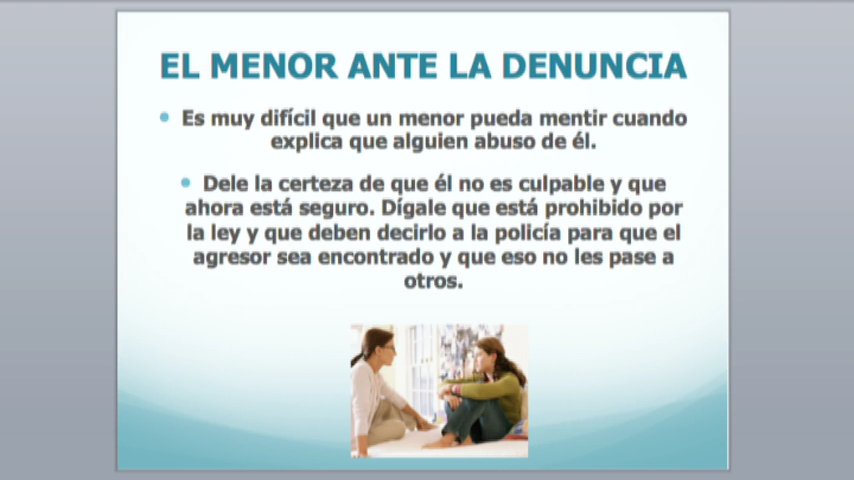 EL MENOR ANTE LA DENUNCIA
• Es muy difícil que un menor pueda mentir cuando
explica que alguien abuso de él.
• Dele la certeza de que él no es culpable y que
ahora está seguro. Dígale que está prohibido por
la ley y que deben decirlo a la policía para que el
agresor sea encontrado y que eso no les pase a
otros.